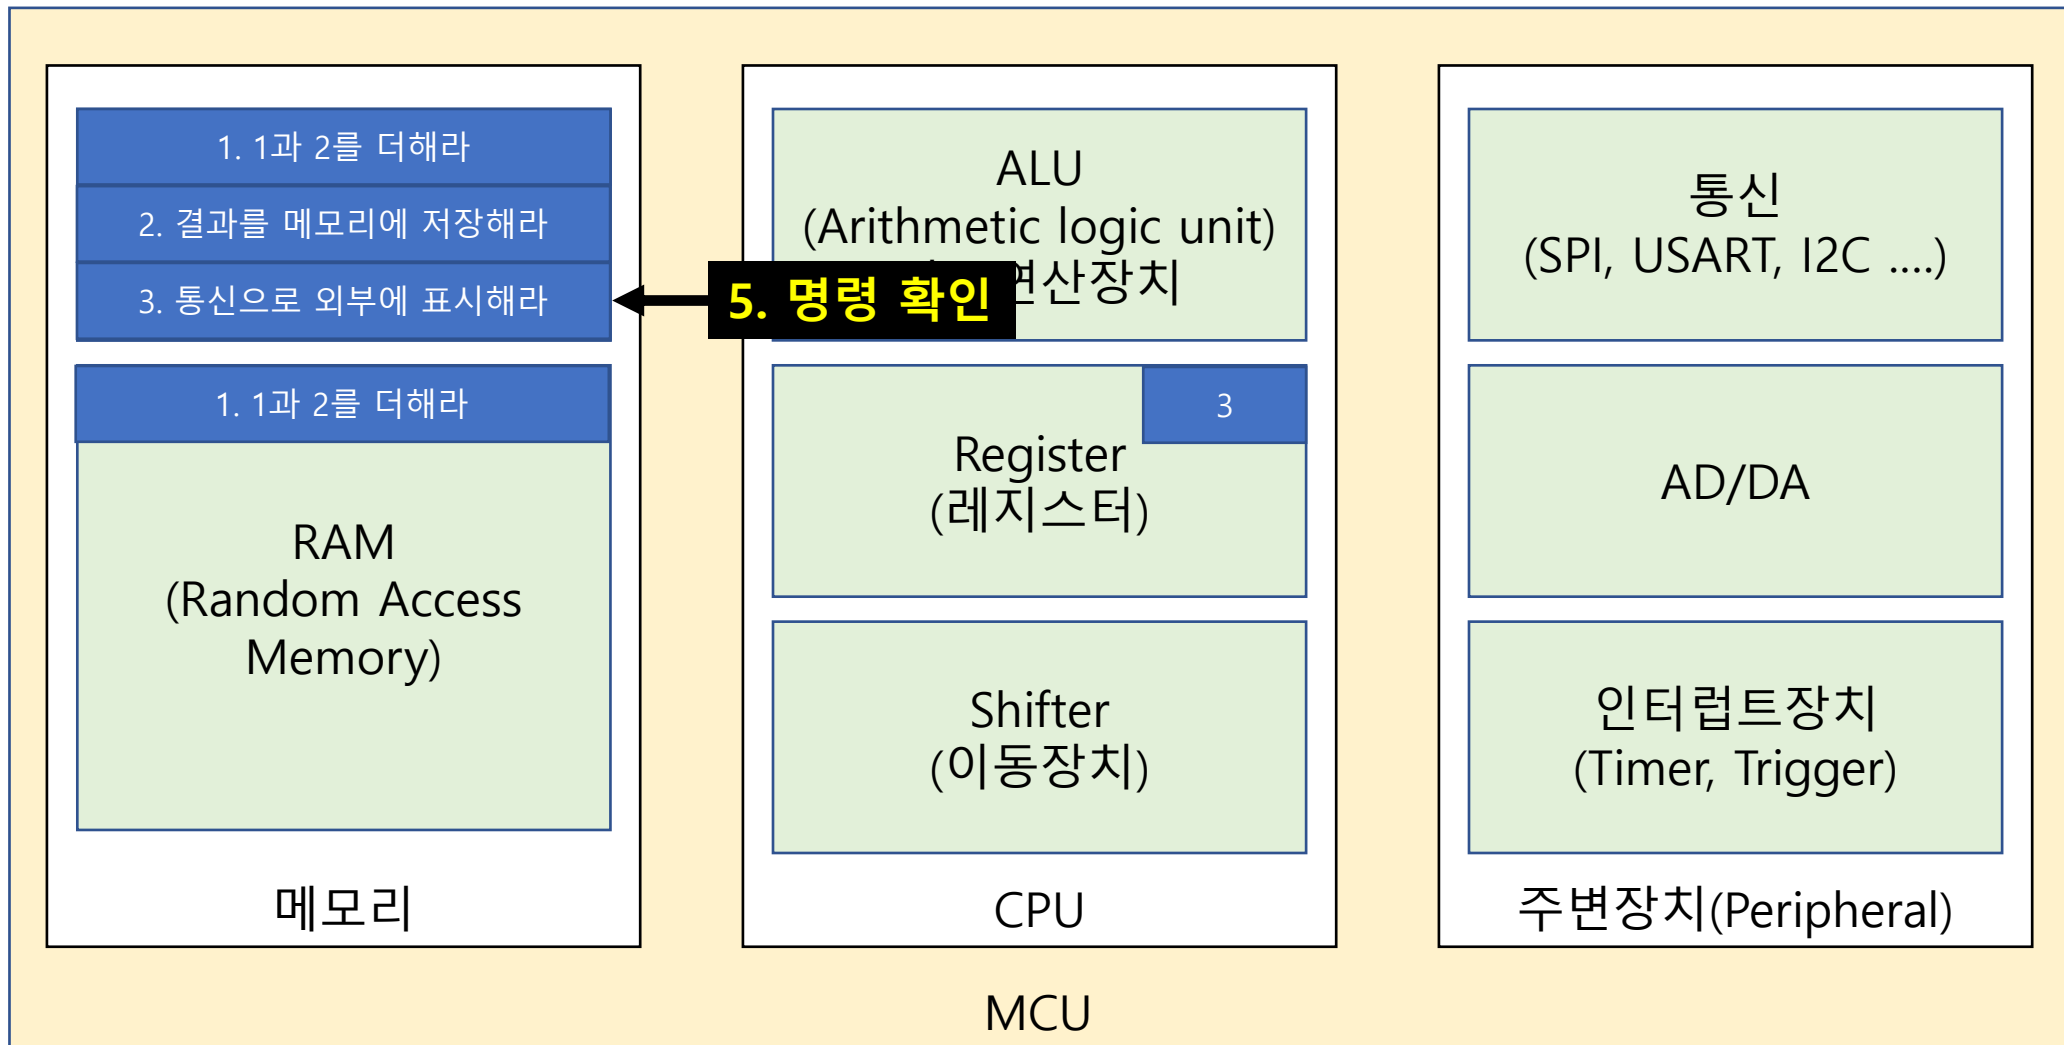 1. 1과 2를 더해라
2. 결과를 메모리에 저장해라
3. 통신으로 외부에 표시해라
1. 1과 2를 더해라
RAM
(Random Access
Memory)
메모리
ALU
(Arithmetic logic unit)
연산장치
5. 명령 확인
3
Register
(레지스터)
Shifter
(이동장치)
CPU
통신
(SPI, USART, I2C ....)
AD/DA
인터럽트장치
(Timer, Trigger)
주변장치(Peripheral)
MCU